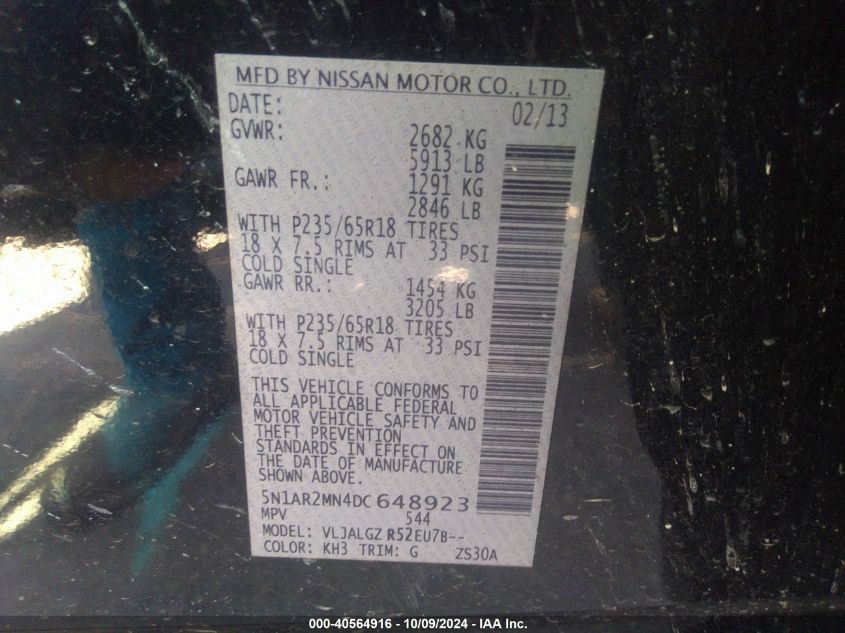 MFD BY NISSAN MOTOR CO., LTD.
DATE: 02/13
GVWR: 2682 KG
5913 LB
GAWR FR.: 1291 KG
2846 LB
WITH P235/65R18 TIRES
18 X 7.5 RIMS AT 33 PSI
COLD SINGLE
GAWR RR.: 1454 KG
3205 LB
WITH P235/65R18 TIRES
18 X 7.5 RIMS AT 33 PSI
COLD SINGLE
THIS VEHICLE CONFORMS TO
ALL APPLICABLE FEDERAL
MOTOR VEHICLE SAFETY AND
THEFT PREVENTION
STANDARDS IN EFFECT ON
THE DATE OF MANUFACTURE
SHOWN ABOVE.
5N1AR2MN4DC 648923
MPV 544
MODEL: VLJALGZ R52EU7B--
COLOR: KH3 TRIM: G ZS30A
000-40564916 - 10/09/2024 - IAA Inc.